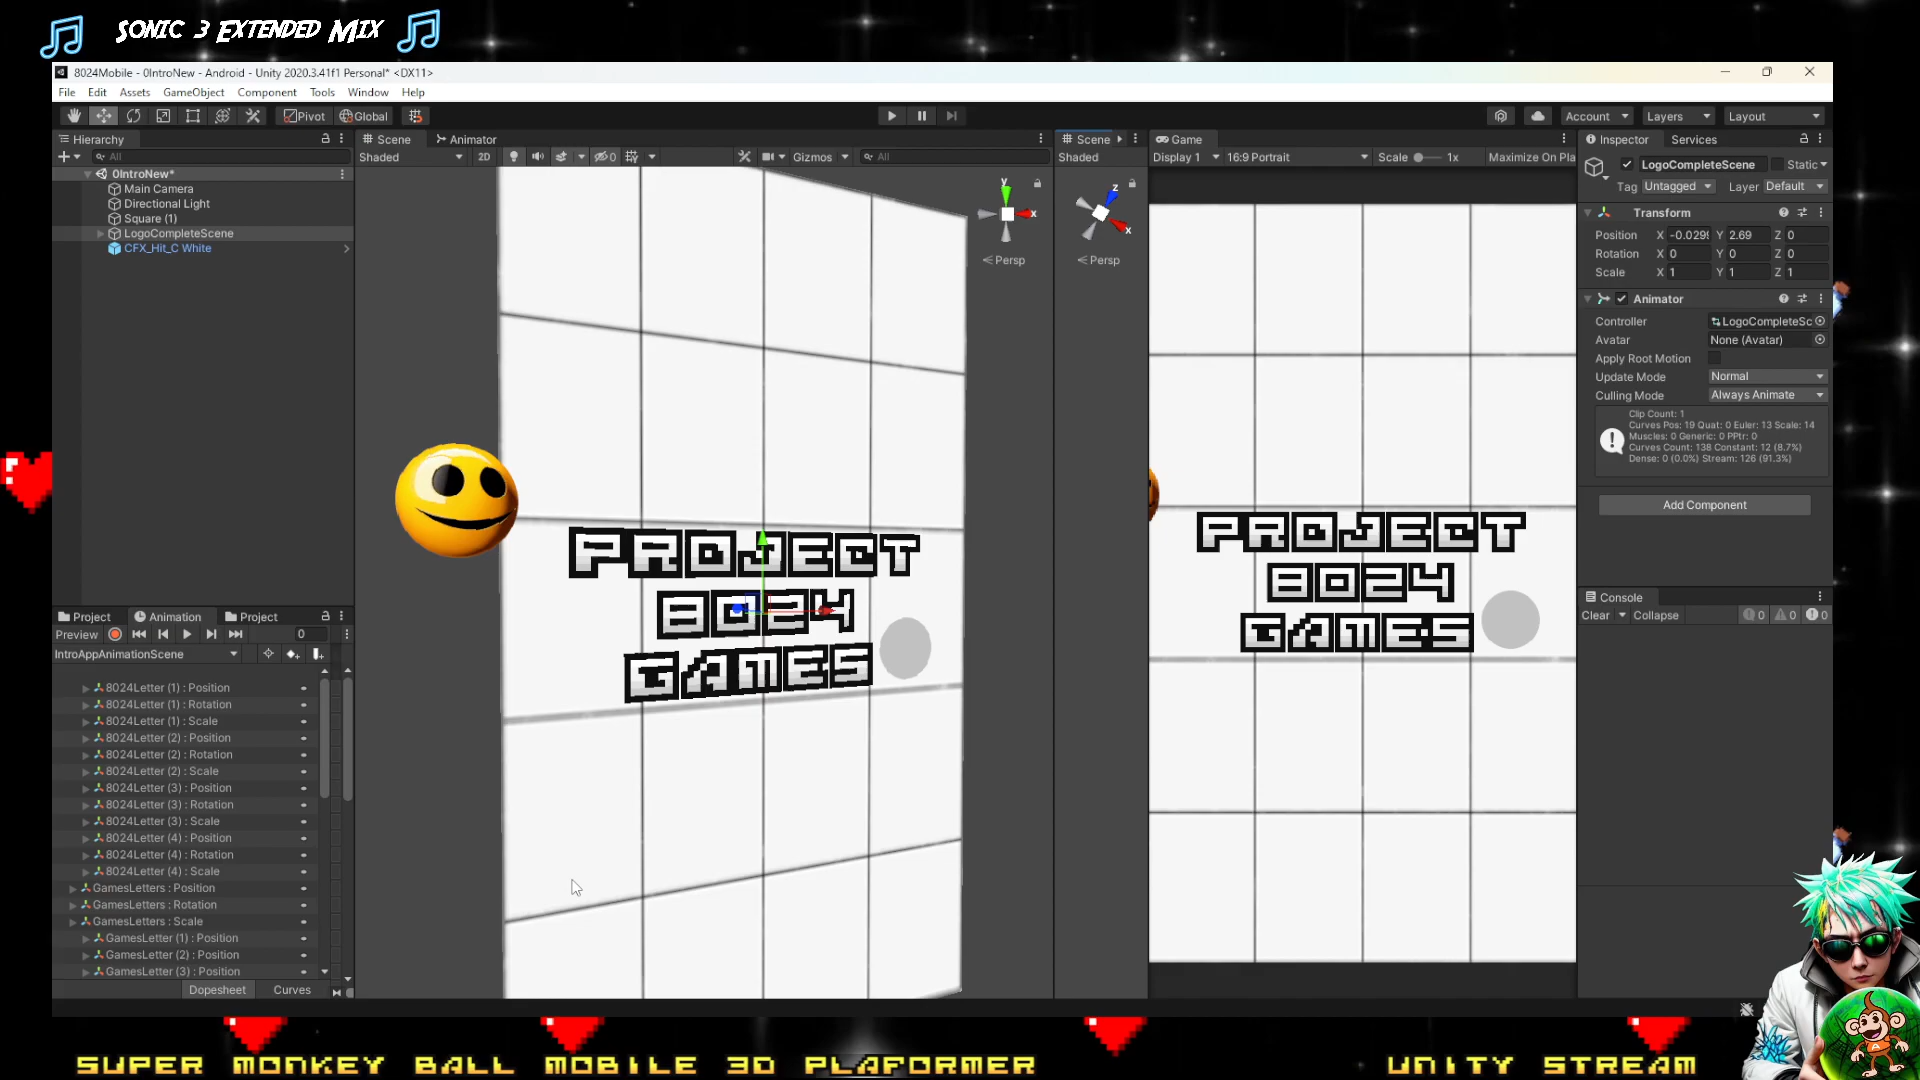 SONIC 3 EXTENDED MIX
8024Mobile - 0IntroNew - Android - Unity 2020.3.41f1 Personal* <DX11>
File Edit Assets GameObject Component Tools Window Help
Pivot Global Account Layers Layout
Hierarchy
All
0IntroNew*
Main Camera
Directional Light
Square (1)
LogoCompleteScene
CFX_Hit_C White
Scene Animator
Shaded 2D 0 Gizmos All
y
x
Persp
Scene
Shaded
z
x
Persp
Game
Display 1 16:9 Portrait Scale 1x Maximize On Pla
PROJECT
8024
GAMES
PROJECT
8024
GAMES
Inspector Services
LogoCompleteScene Static
Tag Untagged Layer Default
Transform
Position X -0.029 Y 2.69 Z 0
Rotation X 0 Y 0 Z 0
Scale X 1 Y 1 Z 1
Animator
Controller LogoCompleteSc
Avatar None (Avatar)
Apply Root Motion
Update Mode Normal
Culling Mode Always Animate
Clip Count: 1
Curves Pos: 19 Quat: 0 Euler: 13 Scale: 14
Muscles: 0 Generic: 0 PPtr: 0
Curves Count: 138 Constant: 12 (8.7%)
Dense: 0 (0.0%) Stream: 126 (91.3%)
Add Component
Console
Clear Collapse 0 0 0
Project Animation Project
Preview 0
IntroAppAnimationScene
8024Letter (1) : Position
8024Letter (1) : Rotation
8024Letter (1) : Scale
8024Letter (2) : Position
8024Letter (2) : Rotation
8024Letter (2) : Scale
8024Letter (3) : Position
8024Letter (3) : Rotation
8024Letter (3) : Scale
8024Letter (4) : Position
8024Letter (4) : Rotation
8024Letter (4) : Scale
GamesLetters : Position
GamesLetters : Rotation
GamesLetters : Scale
GamesLetter (1) : Position
GamesLetter (2) : Position
GamesLetter (3) : Position
Dopesheet Curves
SUPER MONKEY BALL MOBILE 3D PLAFORMER
UNITY STREAM